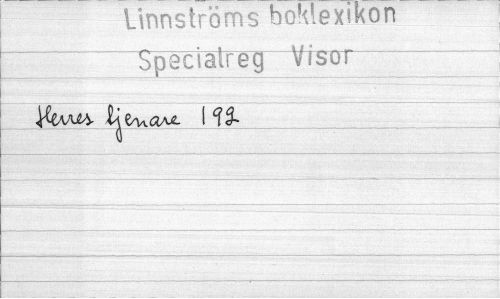 Linnströms boklexikon
Specialreg Visor
Herres tjenare 192